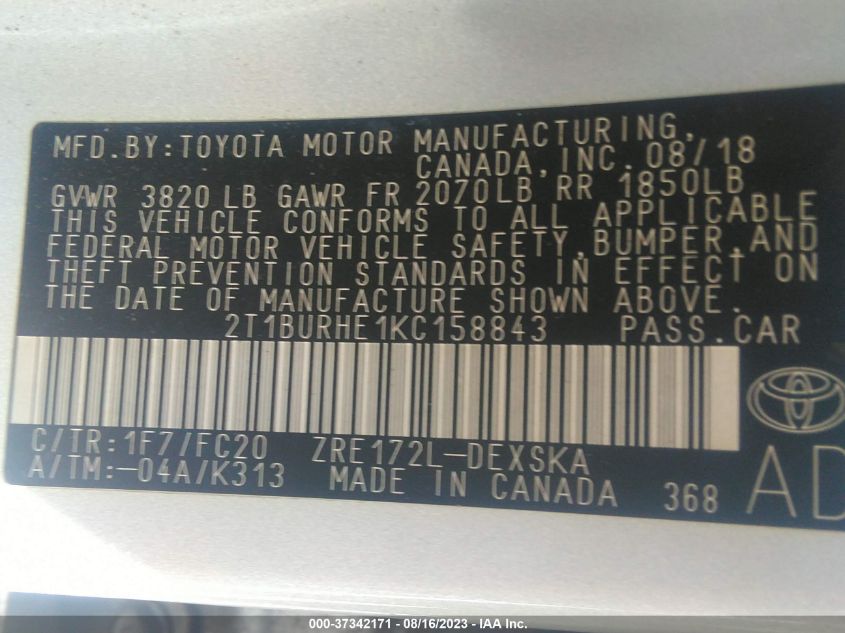 MFD.BY:TOYOTA MOTOR MANUFACTURING,
CANADA,INC. 08/18
GVWR 3820 LB GAWR FR 2070LB RR 1850LB
THIS VEHICLE CONFORMS TO ALL APPLICABLE
FEDERAL MOTOR VEHICLE SAFETY,BUMPER,AND
THEFT PREVENTION STANDARDS IN EFFECT ON
THE DATE OF MANUFACTURE SHOWN ABOVE.
2T1BURHE1KC158843 PASS.CAR
C/TR:1F7/FC20 ZRE172L-DEXSKA
A/TM:-04A/K313 MADE IN CANADA 368 AD
000-37342171 - 08/16/2023 - IAA Inc.